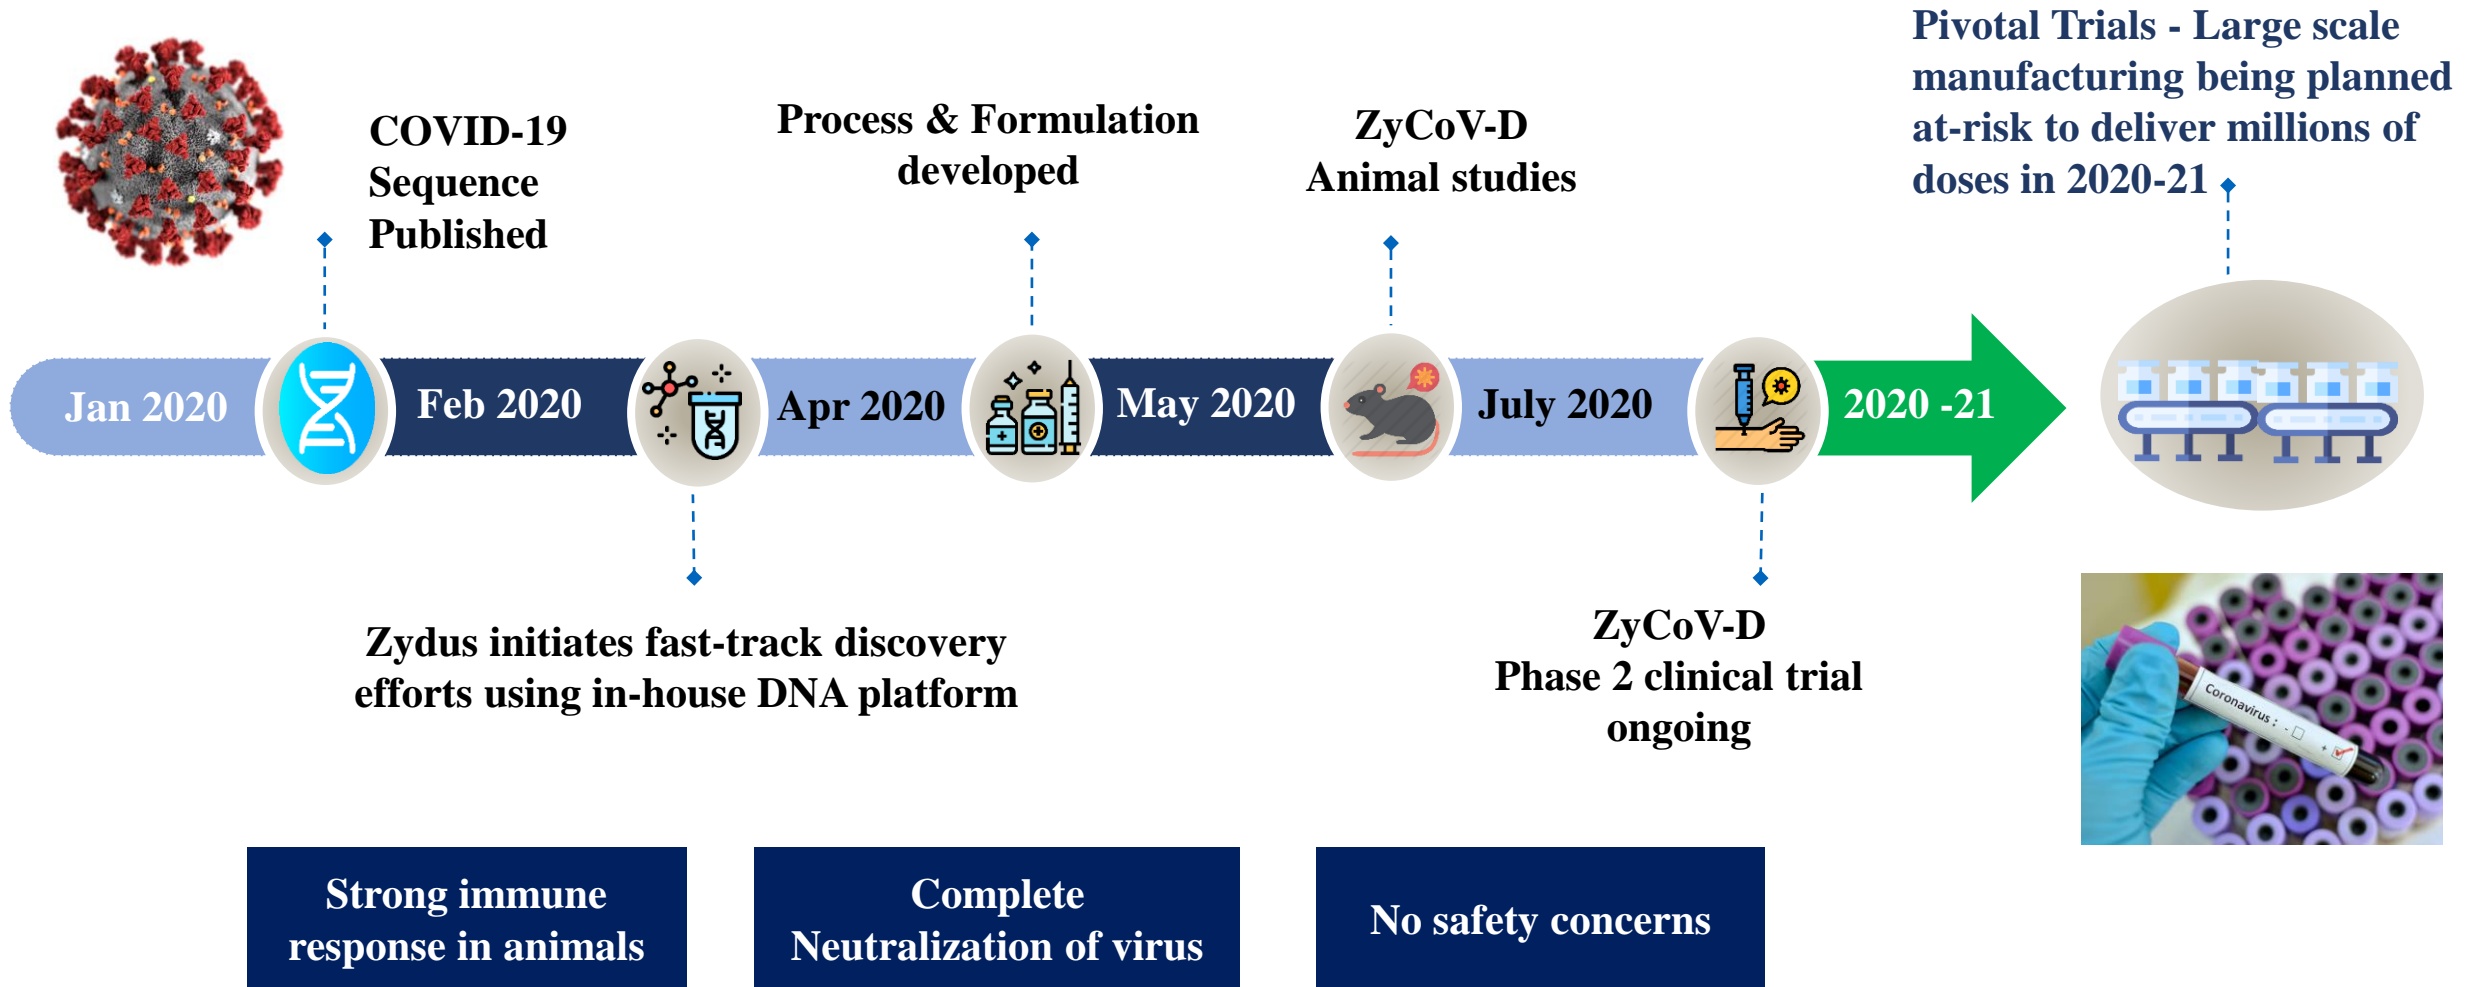 Pivotal Trials - Large scale
manufacturing being planned
at-risk to deliver millions of
doses in 2020-21
COVID-19
Sequence
Published
Process & Formulation
developed
ZyCoV-D
Animal studies
Jan 2020
Feb 2020
Apr 2020
May 2020
July 2020
2020 -21
Zydus initiates fast-track discovery
efforts using in-house DNA platform
ZyCoV-D
Phase 2 clinical trial
ongoing
Coronavirus :
- 
+
Strong immune
response in animals
Complete
Neutralization of virus
No safety concerns